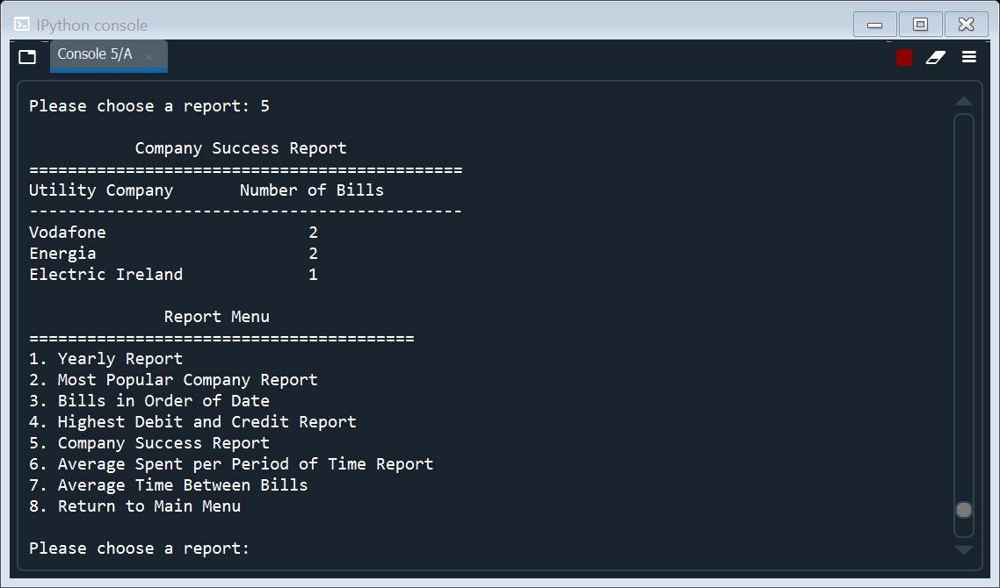 IPython console
Console 5/A
Please choose a report: 5
Company Success Report
=============================================
Utility Company       Number of Bills
---------------------------------------------
Vodafone                     2
Energia                      2
Electric Ireland             1
Report Menu
========================================
1. Yearly Report
2. Most Popular Company Report
3. Bills in Order of Date
4. Highest Debit and Credit Report
5. Company Success Report
6. Average Spent per Period of Time Report
7. Average Time Between Bills
8. Return to Main Menu
Please choose a report: